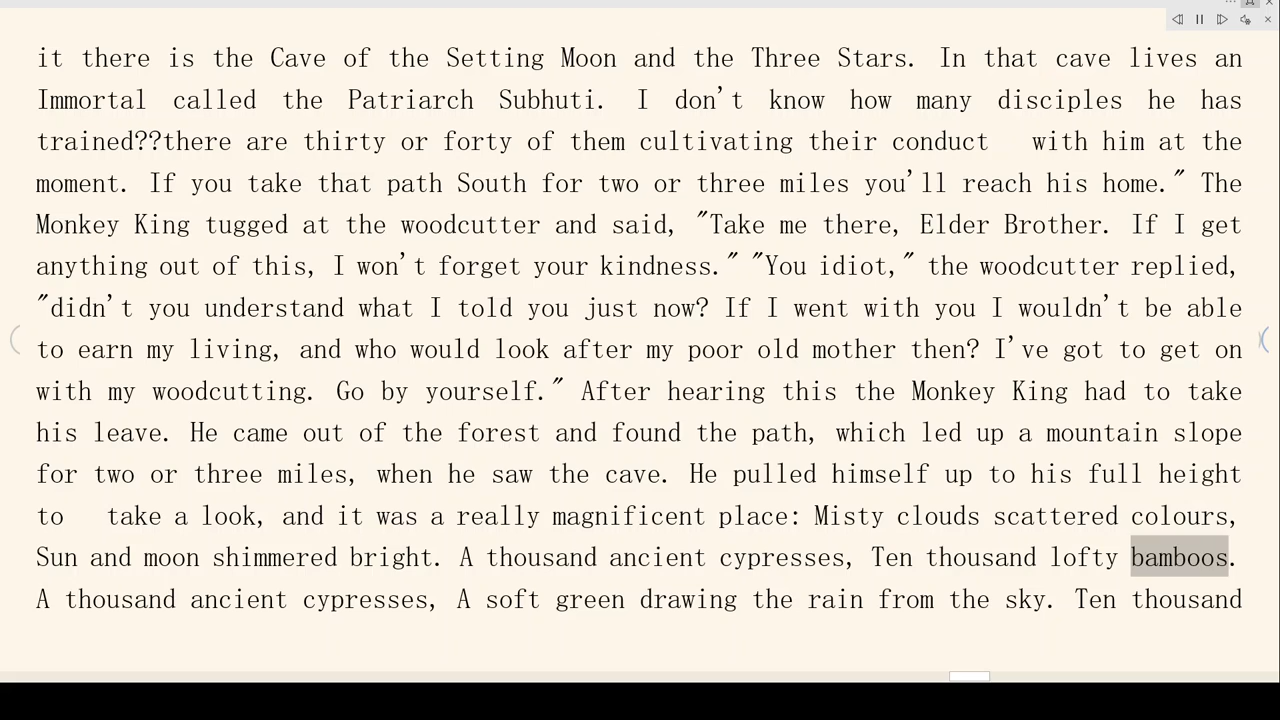 it there is the Cave of the Setting Moon and the Three Stars. In that cave lives an
Immortal called the Patriarch Subhuti. I don't know how many disciples he has
trained??there are thirty or forty of them cultivating their conduct with him at the
moment. If you take that path South for two or three miles you'll reach his home." The
Monkey King tugged at the woodcutter and said, "Take me there, Elder Brother. If I get
anything out of this, I won't forget your kindness." "You idiot," the woodcutter replied,
"didn't you understand what I told you just now? If I went with you I wouldn't be able
to earn my living, and who would look after my poor old mother then? I've got to get on
with my woodcutting. Go by yourself." After hearing this the Monkey King had to take
his leave. He came out of the forest and found the path, which led up a mountain slope
for two or three miles, when he saw the cave. He pulled himself up to his full height
to take a look, and it was a really magnificent place: Misty clouds scattered colours,
Sun and moon shimmered bright. A thousand ancient cypresses, Ten thousand lofty bamboos.
A thousand ancient cypresses, A soft green drawing the rain from the sky. Ten thousand